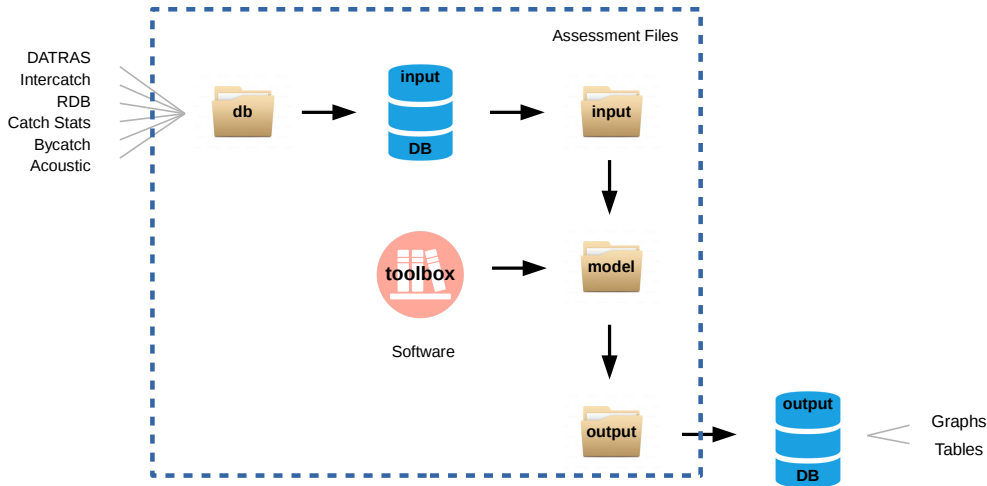 Assessment Files
DATRAS
Intercatch
RDB
Catch Stats
Bycatch
Acoustic
db
input
DB
input
toolbox
Software
model
output
output
DB
Graphs
Tables